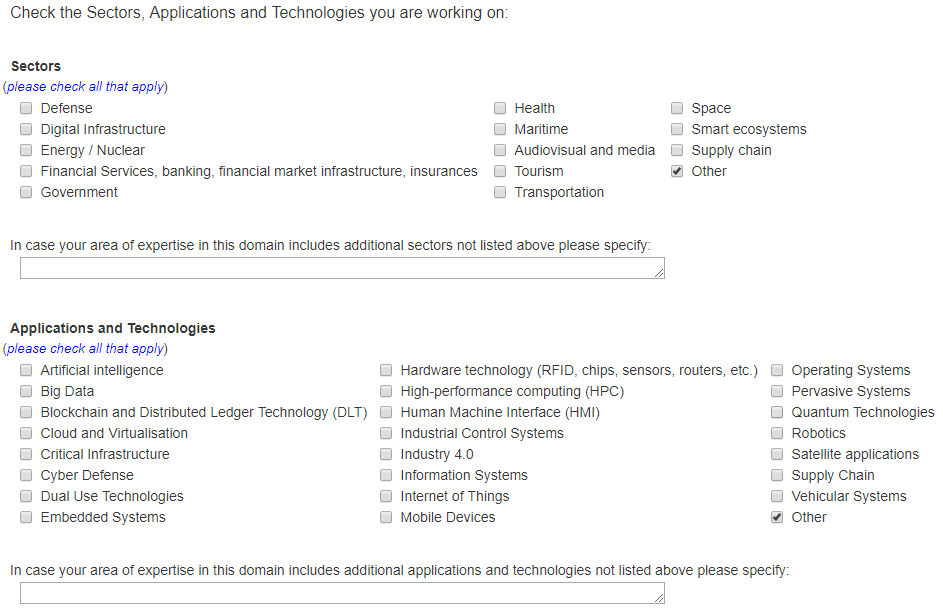 Check the Sectors, Applications and Technologies you are working on:
Sectors
(please check all that apply)
Defense
Digital Infrastructure
Energy / Nuclear
Financial Services, banking, financial market infrastructure, insurances
Government
Health
Maritime
Audiovisual and media
Tourism
Transportation
Space
Smart ecosystems
Supply chain
Other
In case your area of expertise in this domain includes additional sectors not listed above please specify:
Applications and Technologies
(please check all that apply)
Artificial intelligence
Big Data
Blockchain and Distributed Ledger Technology (DLT)
Cloud and Virtualisation
Critical Infrastructure
Cyber Defense
Dual Use Technologies
Embedded Systems
Hardware technology (RFID, chips, sensors, routers, etc.)
High-performance computing (HPC)
Human Machine Interface (HMI)
Industrial Control Systems
Industry 4.0
Information Systems
Internet of Things
Mobile Devices
Operating Systems
Pervasive Systems
Quantum Technologies
Robotics
Satellite applications
Supply Chain
Vehicular Systems
Other
In case your area of expertise in this domain includes additional applications and technologies not listed above please specify: